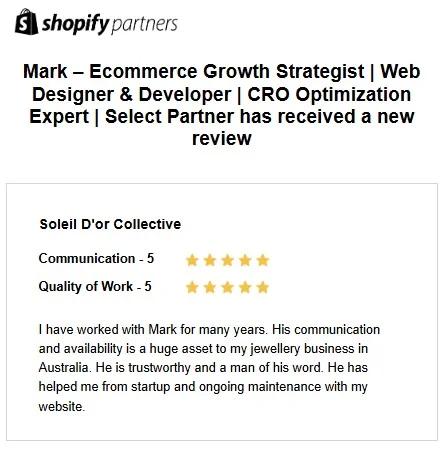 shopify partners
Mark – Ecommerce Growth Strategist | Web
Designer & Developer | CRO Optimization
Expert | Select Partner has received a new
review
Soleil D'or Collective
Communication - 5
Quality of Work - 5
I have worked with Mark for many years. His communication
and availability is a huge asset to my jewellery business in
Australia. He is trustworthy and a man of his word. He has
helped me from startup and ongoing maintenance with my
website.